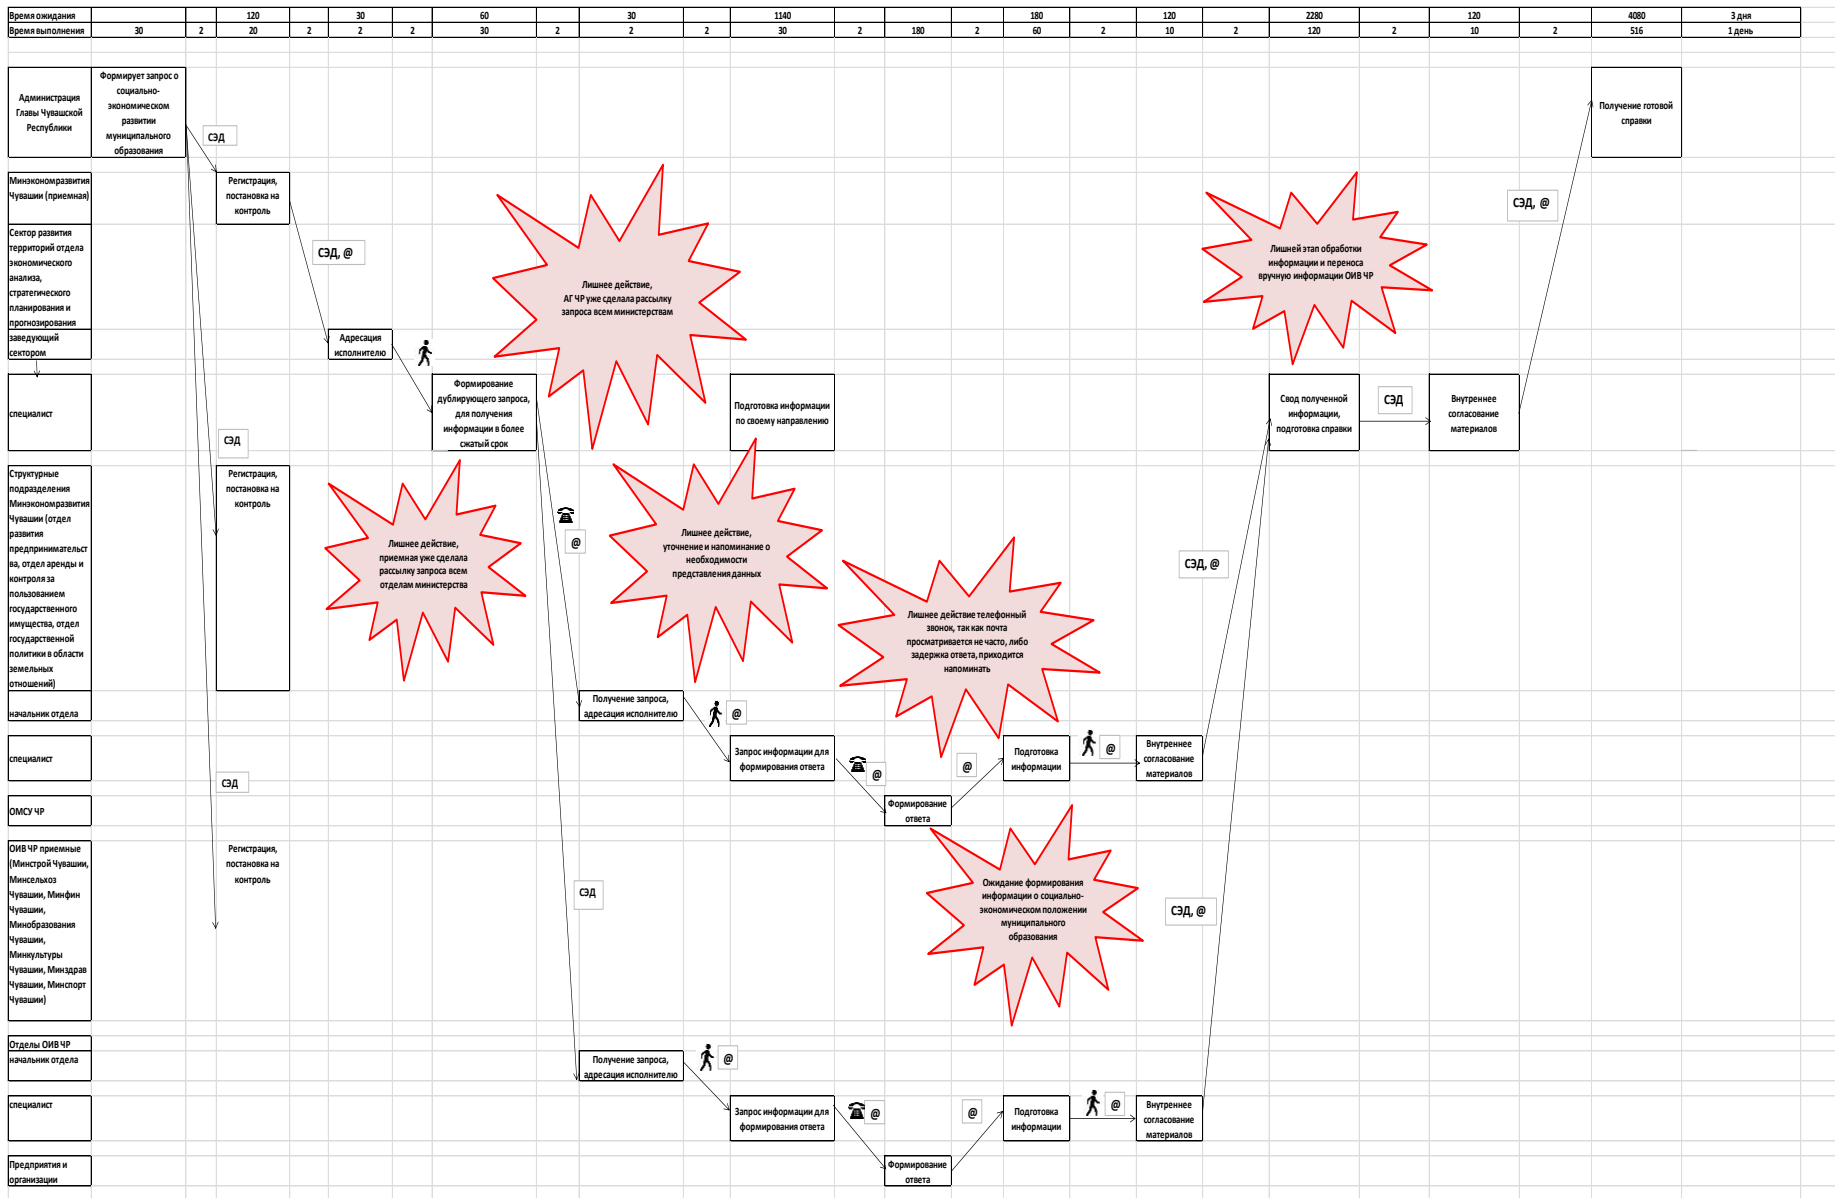 Время ожидания 120 30 60 30 1140 180 120 2280 120 4080 3 дня
Время выполнения 30 2 20 2 2 2 30 2 2 2 30 2 180 2 60 2 10 2 120 2 10 2 516 1 день
Администрация
Главы Чувашской
Республики
Формирует запрос о
социально-
экономическом
развитии
муниципального
образования
СЭД
Получение готовой
справки
Минэкономразвития
Чувашии (приемная)
Регистрация,
постановка на
контроль
СЭД, @
СЭД, @
Сектор развития
территорий отдела
экономического
анализа,
стратегического
планирования и
прогнозирования
заведующий
сектором
Адресация
исполнителю
Лишнее действие,
АГ ЧР уже сделала рассылку
запроса всем министерствам
Лишней этап обработки
информации и переноса
вручную информации ОИВ ЧР
специалист
Формирование
дублирующего запроса,
для получения
информации в более
сжатый срок
Подготовка информации
по своему направлению
Свод полученной
информации,
подготовка справки
СЭД
Внутреннее
согласование
материалов
СЭД
Структурные
подразделения
Минэкономразвития
Чувашии (отдел
развития
предпринимательст
ва, отдел аренды и
контроля за
пользованием
государственного
имущества, отдел
государственной
политики в области
земельных
отношений)
Регистрация,
постановка на
контроль
Лишнее действие,
приемная уже сделала
рассылку запроса всем
отделам министерства
@
Лишнее действие,
уточнение и напоминание о
необходимости
представления данных
Лишнее действие телефонный
звонок, так как почта
просматривается не часто, либо
задержка ответа, приходится
напоминать
СЭД, @
начальник отдела
Получение запроса,
адресация исполнителю
@
специалист
Запрос информации для
формирования ответа
@
@
Подготовка
информации
@
Внутреннее
согласование
материалов
СЭД
ОМСУ ЧР
Формирование
ответа
ОИВ ЧР приемные
(Минстрой Чувашии,
Минсельхоз
Чувашии, Минфин
Чувашии,
Минобразования
Чувашии,
Минкультуры
Чувашии, Минздрав
Чувашии, Минспорт
Чувашии)
Регистрация,
постановка на
контроль
СЭД
Ожидание формирования
информации о социально-
экономическом положении
муниципального
образования
СЭД, @
Отделы ОИВ ЧР
начальник отдела
Получение запроса,
адресация исполнителю
@
специалист
Запрос информации для
формирования ответа
@
@
Подготовка
информации
@
Внутреннее
согласование
материалов
Предприятия и
организации
Формирование
ответа